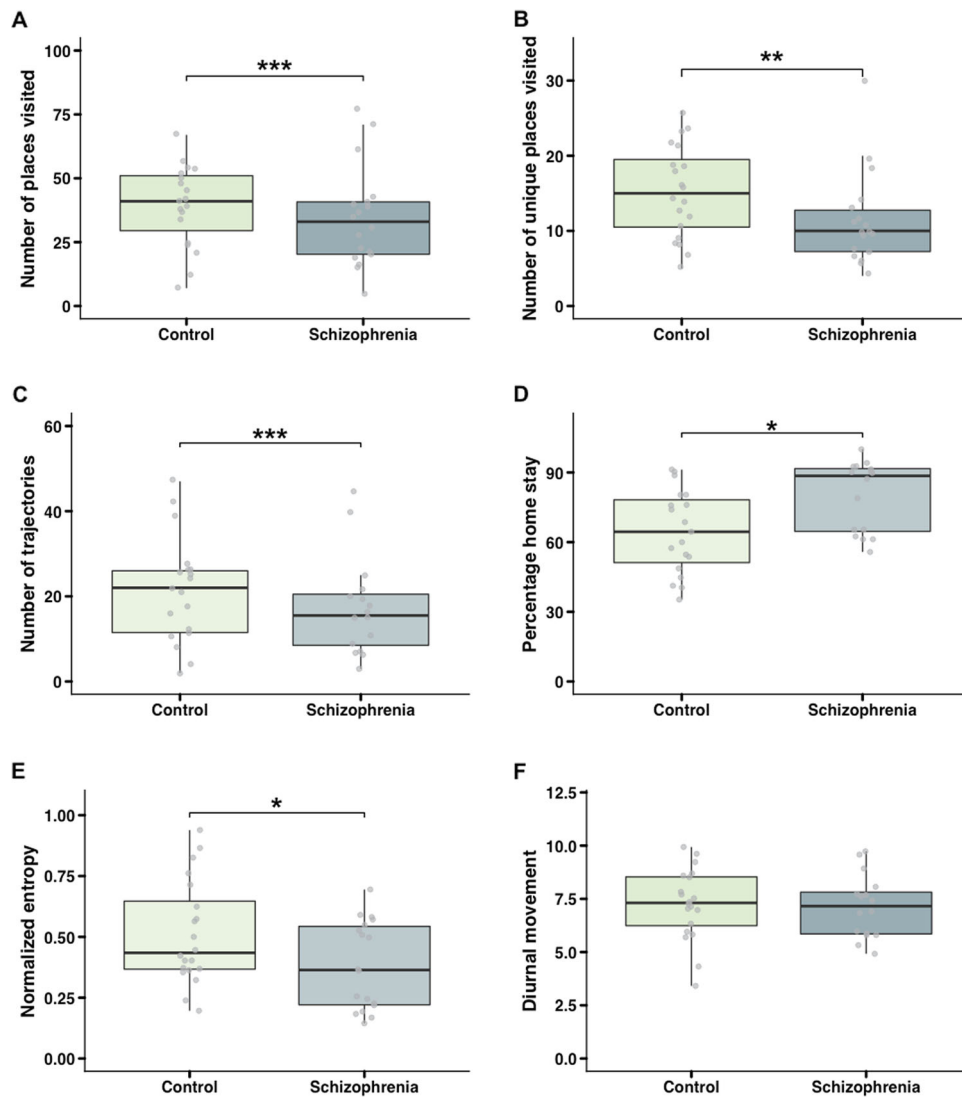 A
Number of places visited
100
75
50
25
0
***
Control
Schizophrenia
B
Number of unique places visited
30
20
10
0
**
Control
Schizophrenia
C
Number of trajectories
60
40
20
0
***
Control
Schizophrenia
D
Percentage home stay
90
60
30
0
*
Control
Schizophrenia
E
Normalized entropy
1.00
0.75
0.50
0.25
0.00
*
Control
Schizophrenia
F
Diurnal movement
12.5
10.0
7.5
5.0
2.5
0.0
Control
Schizophrenia